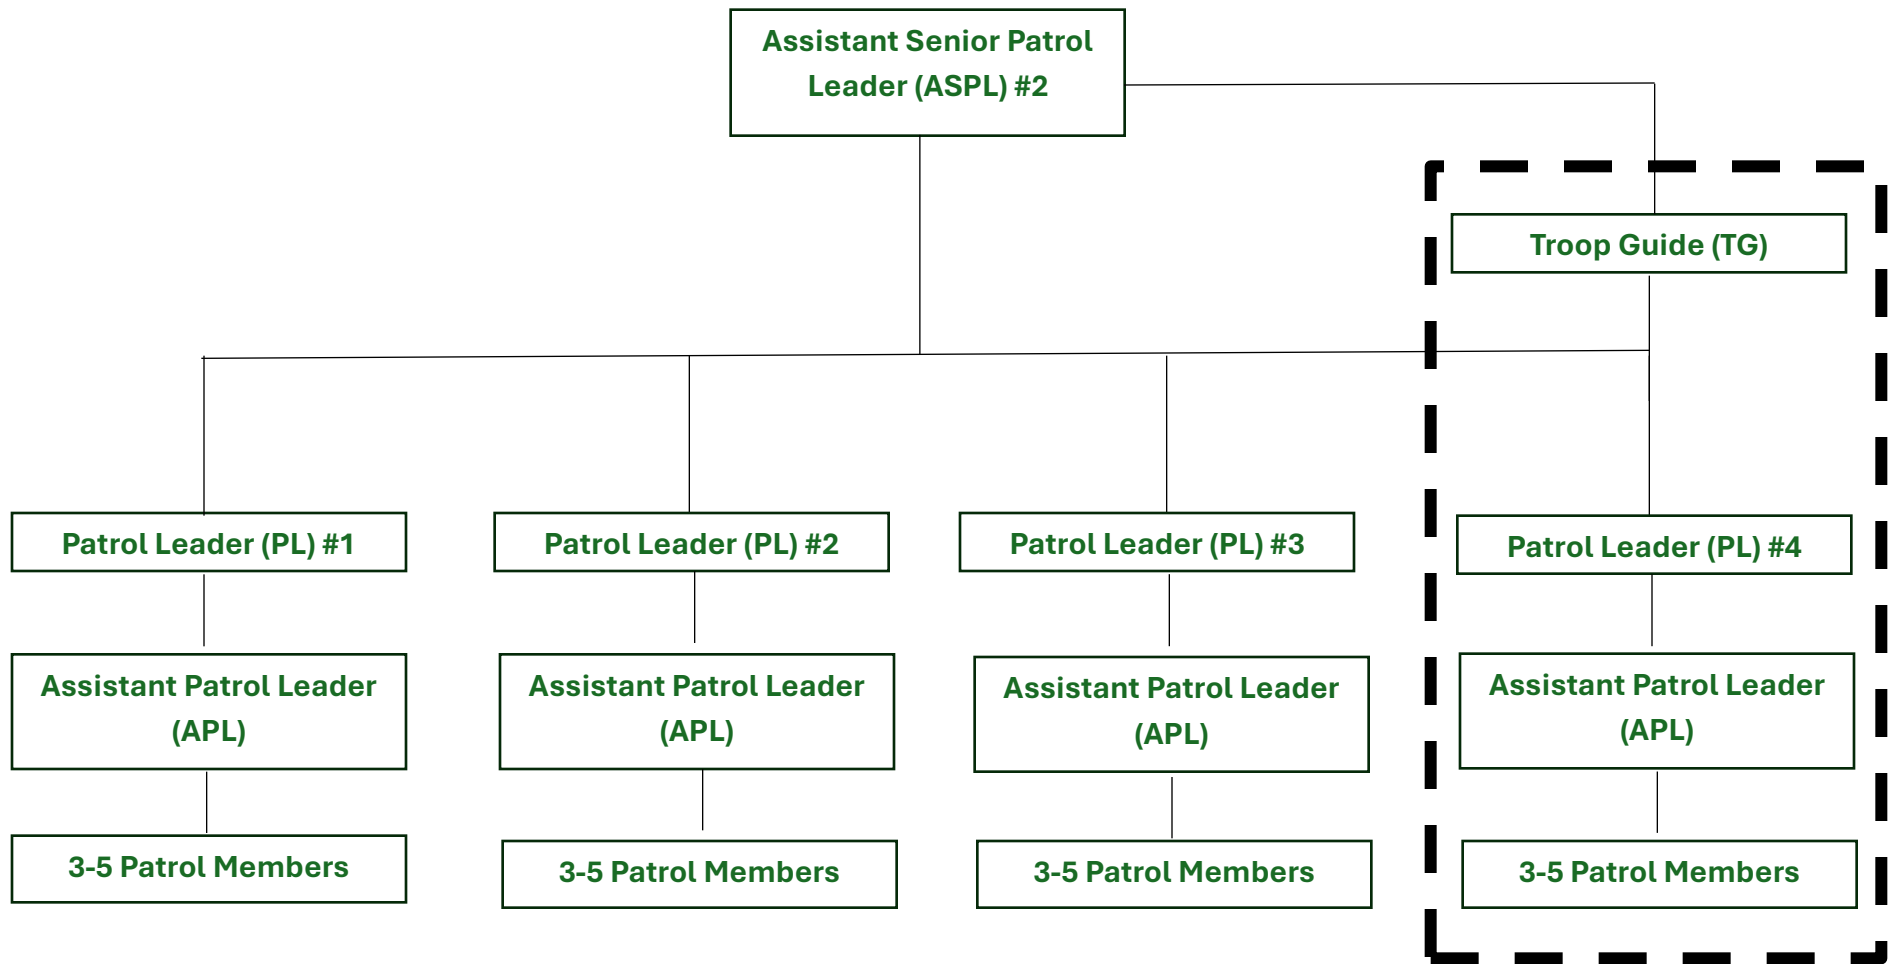 Assistant Senior Patrol
Leader (ASPL) #2
Troop Guide (TG)
Patrol Leader (PL) #1
Patrol Leader (PL) #2
Patrol Leader (PL) #3
Patrol Leader (PL) #4
Assistant Patrol Leader
(APL)
Assistant Patrol Leader
(APL)
Assistant Patrol Leader
(APL)
Assistant Patrol Leader
(APL)
3-5 Patrol Members
3-5 Patrol Members
3-5 Patrol Members
3-5 Patrol Members